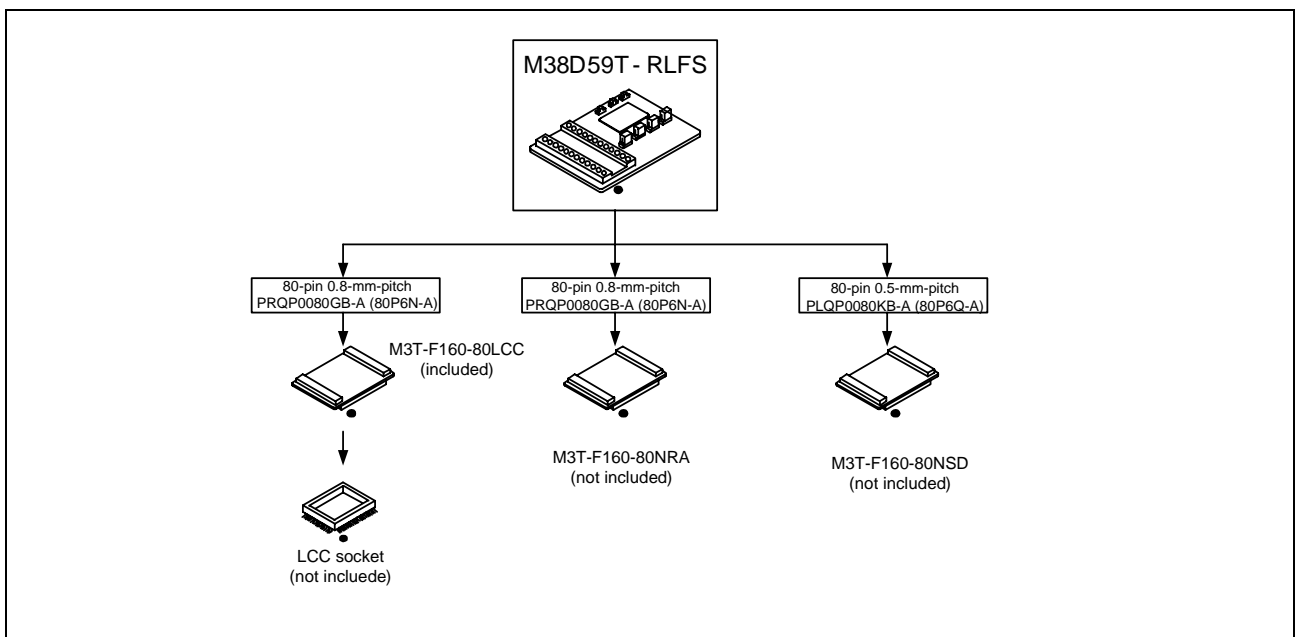 M38D59T - RLFS
80-pin 0.8-mm-pitch
PRQP0080GB-A (80P6N-A)
80-pin 0.8-mm-pitch
PRQP0080GB-A (80P6N-A)
80-pin 0.5-mm-pitch
PLQP0080KB-A (80P6Q-A)
M3T-F160-80LCC
(included)
M3T-F160-80NRA
(not included)
M3T-F160-80NSD
(not included)
LCC socket
(not incluede)